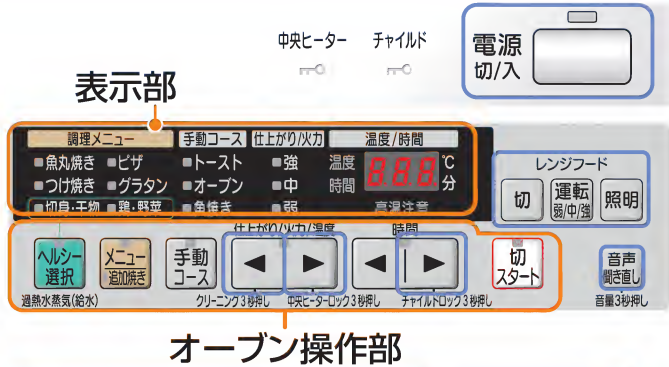 中央ヒーター チャイルド
電源
切/入
表示部
調理メニュー 手動コース 仕上がり/火力 温度/時間
魚丸焼き ピザ トースト 強 温度 888 ℃
つけ焼き グラタン オーブン 中 時間 分
切身・干物 鶏・野菜 魚焼き 弱 高温注意
レンジフード
切 運転 照明
弱/中/強
仕上がり/火力/温度 時間
ヘルシー
選択
メニュー
追加焼き
手動
コース
切
スタート
音声
聞き直し
過熱水蒸気(給水) クリーニング3秒押し 中央ヒーターロック3秒押し チャイルドロック3秒押し 音量3秒押し
オーブン操作部